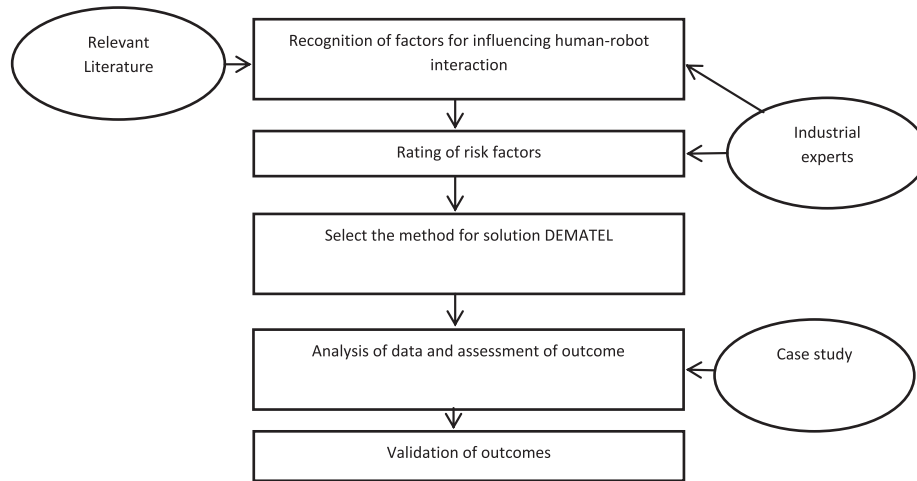 Relevant
Literature
Recognition of factors for influencing human-robot
interaction
Industrial
experts
Rating of risk factors
Select the method for solution DEMATEL
Analysis of data and assessment of outcome
Case study
Validation of outcomes